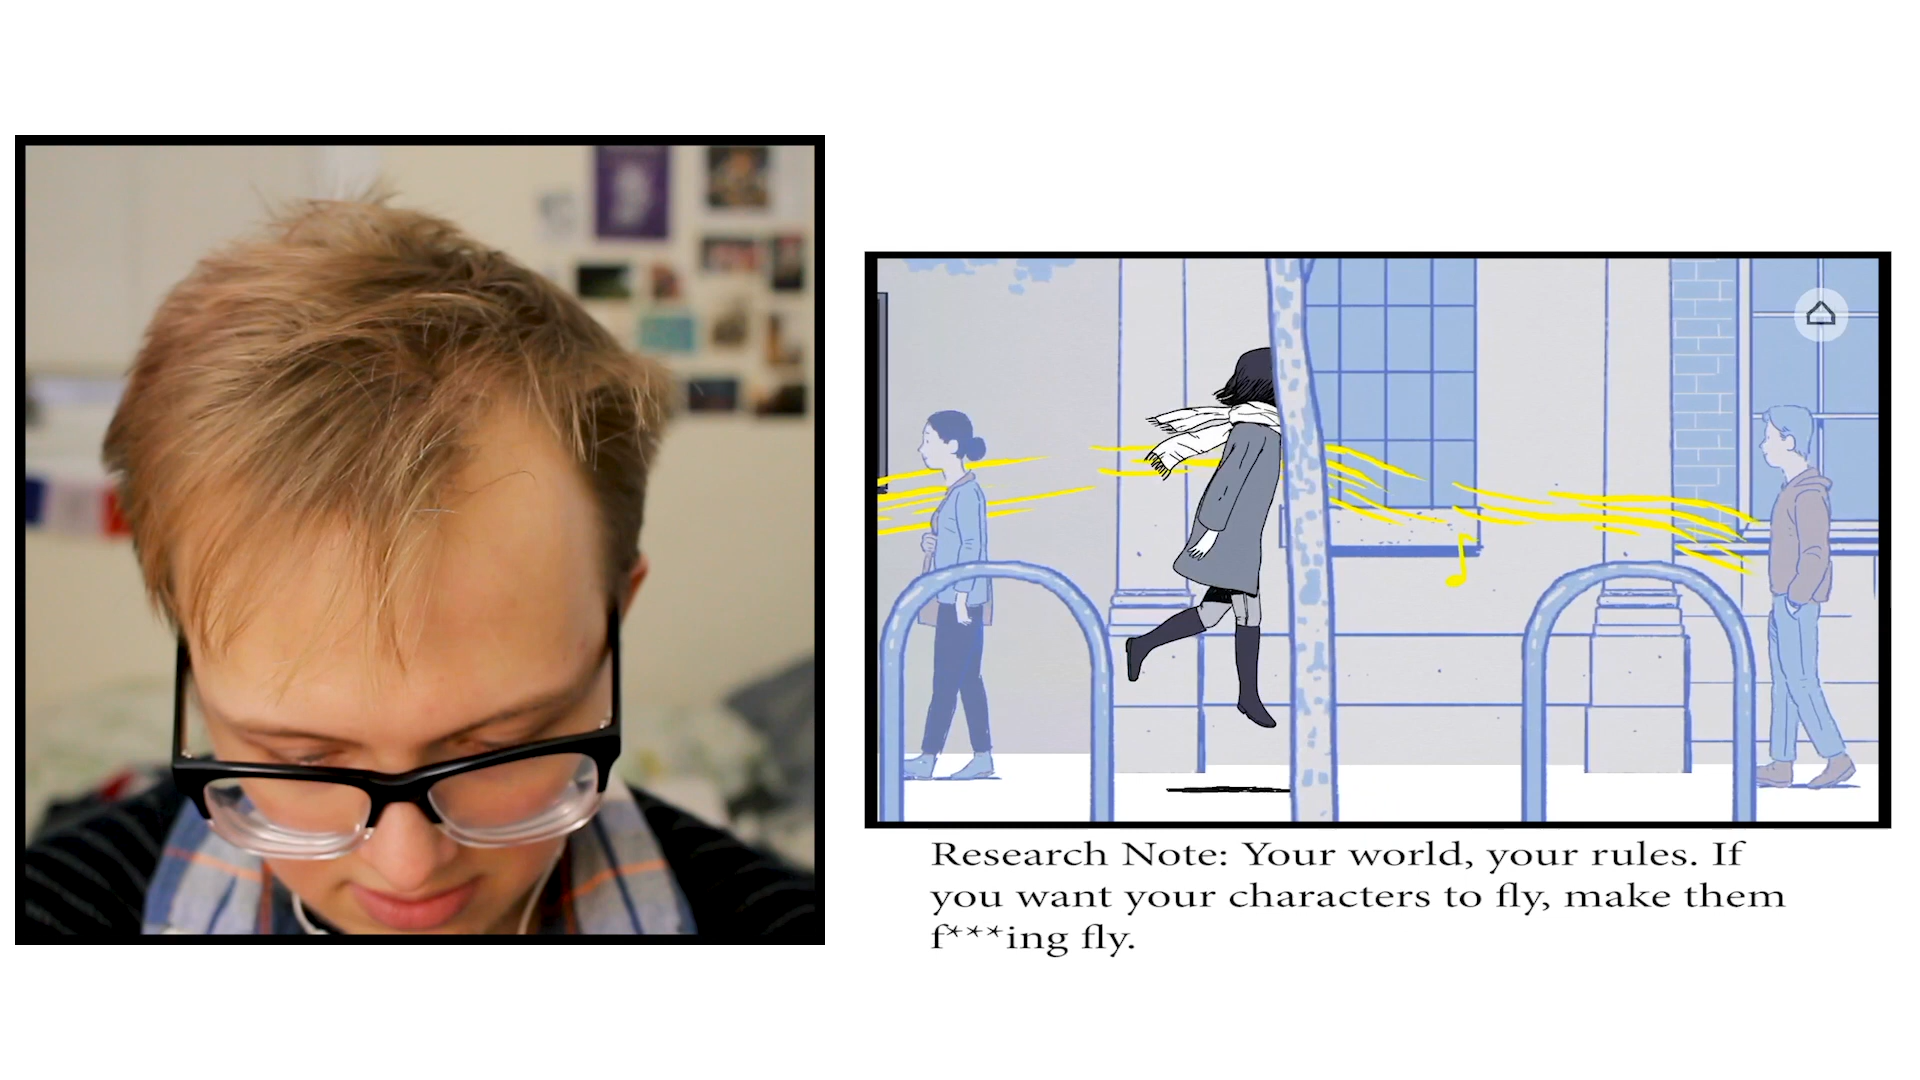 Research Note: Your world, your rules. If
you want your characters to fly, make them
f***ing fly.